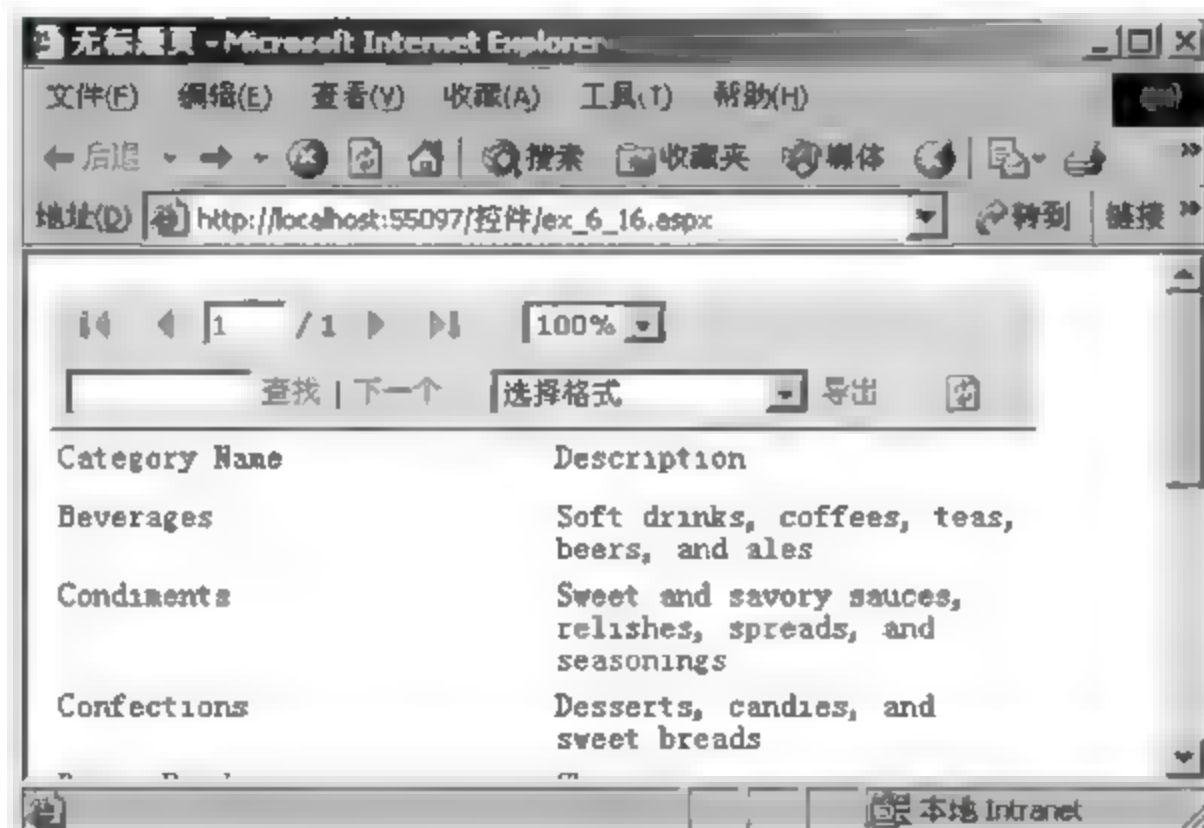 无标题页 - Microsoft Internet Explorer
文件(F) 编辑(E) 查看(V) 收藏(A) 工具(T) 帮助(H)
后退 搜索 收藏夹 媒体 »
地址(D) http://localhost:55097/控件/ex_6_16.aspx 转到 链接 »
1 / 1 100%
查找 | 下一个 选择格式 导出
Category Name Description
Beverages Soft drinks, coffees, teas,
beers, and ales
Condiments Sweet and savory sauces,
relishes, spreads, and
seasonings
Confections Desserts, candies, and
sweet breads
本地 Intranet